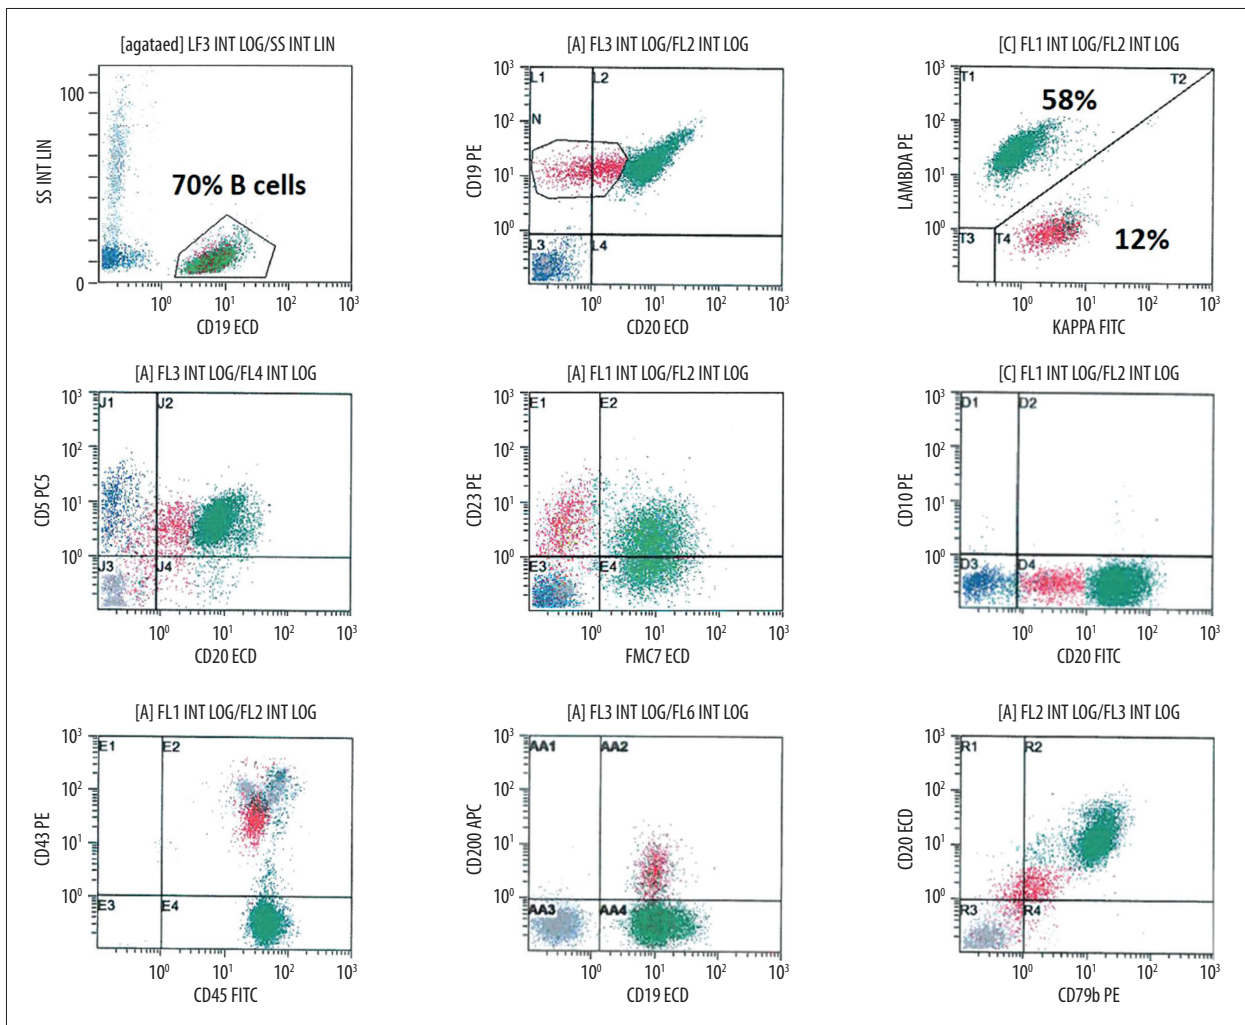 [agataed] LF3 INT LOG/SS INT LIN
SS INT LIN
100
0
70% B cells
10⁰ 10¹ 10² 10³
CD19 ECD
[A] FL3 INT LOG/FL2 INT LOG
CD19 PE
10³
10²
10¹
10⁰
L1 L2
N
L3 L4
10⁰ 10¹ 10² 10³
CD20 ECD
[C] FL1 INT LOG/FL2 INT LOG
LAMBDA PE
10³
10²
10¹
10⁰
T1 T2
58%
T3 T4
12%
10⁰ 10¹ 10² 10³
KAPPA FITC
[A] FL3 INT LOG/FL4 INT LOG
CD5 PC5
10³
10²
10¹
10⁰
J1 J2
J3 J4
10⁰ 10¹ 10² 10³
CD20 ECD
[A] FL1 INT LOG/FL2 INT LOG
CD23 PE
10³
10²
10¹
10⁰
E1 E2
E3 E4
10⁰ 10¹ 10² 10³
FMC7 ECD
[C] FL1 INT LOG/FL2 INT LOG
CD10 PE
10³
10²
10¹
10⁰
D1 D2
D3 D4
10⁰ 10¹ 10² 10³
CD20 FITC
[A] FL1 INT LOG/FL2 INT LOG
CD43 PE
10³
10²
10¹
10⁰
E1 E2
E3 E4
10⁰ 10¹ 10² 10³
CD45 FITC
[A] FL3 INT LOG/FL6 INT LOG
CD200 APC
10³
10²
10¹
10⁰
AA1 AA2
AA3 AA4
10⁰ 10¹ 10² 10³
CD19 ECD
[A] FL2 INT LOG/FL3 INT LOG
CD20 ECD
10³
10²
10¹
10⁰
R1 R2
R3 R4
10⁰ 10¹ 10² 10³
CD79b PE